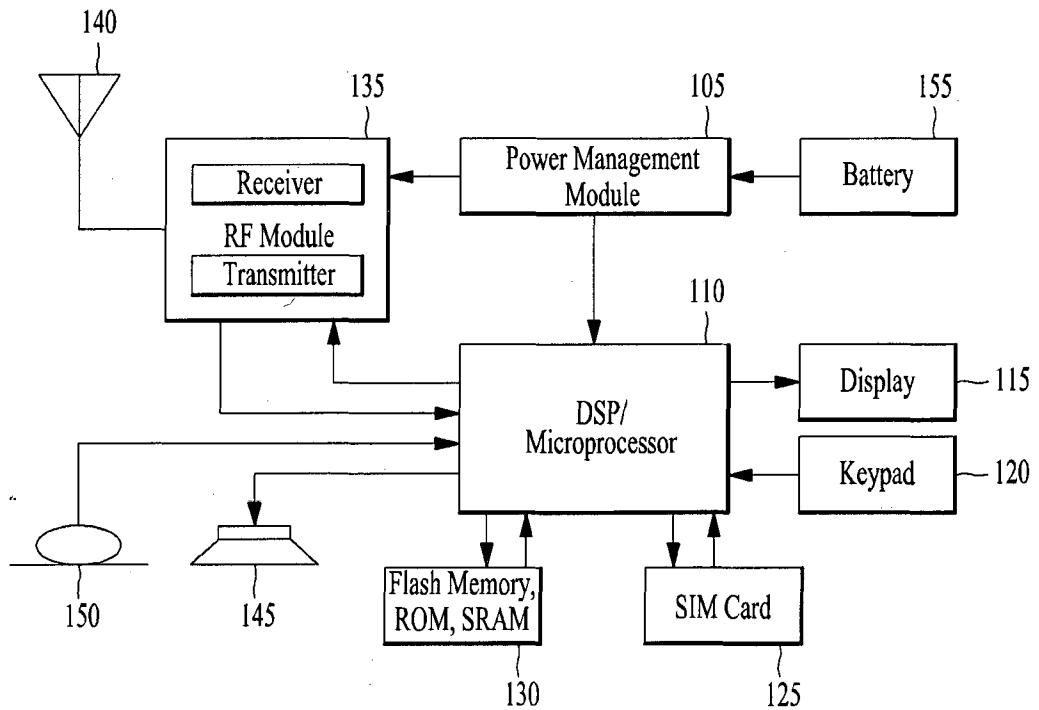 140
135
105
155
Receiver
RF Module
Transmitter
Power Management
Module
Battery
110
DSP/
Microprocessor
Display
115
Keypad
120
150
145
Flash Memory,
ROM, SRAM
130
SIM Card
125